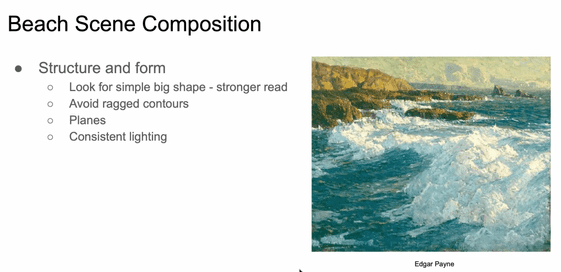 Beach Scene Composition
● Structure and form
○ Look for simple big shape - stronger read
○ Avoid ragged contours
○ Planes
○ Consistent lighting
Edgar Payne